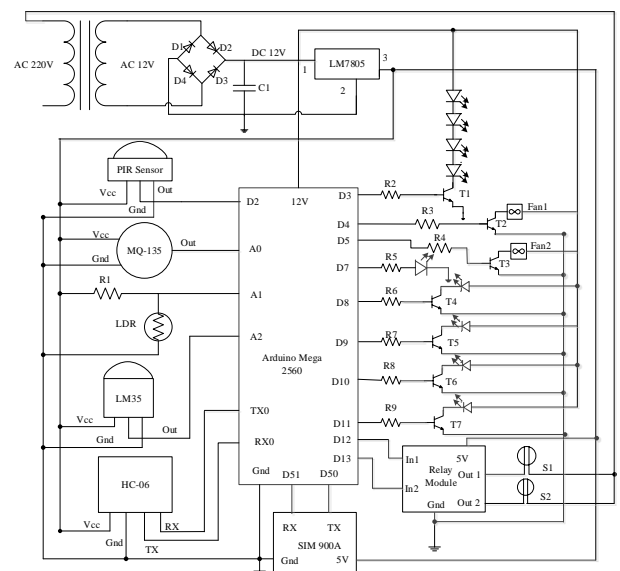 AC 220V
AC 12V
D1
D2
D4
D3
DC 12V
C1
1
LM7805
3
2
PIR Sensor
Vcc
Out
Gnd
MQ-135
Vcc
Out
Gnd
R1
LDR
LM35
Vcc
Out
Gnd
HC-06
Vcc
RX
Gnd
TX
D2
12V
A0
A1
A2
Arduino Mega
2560
TX0
RX0
Gnd
D51
D50
D3
D4
D5
D7
D8
D9
D10
D11
D12
D13
R2
T1
R3
T2
Fan1
R4
T3
Fan2
R5
R6
T4
R7
T5
R8
T6
R9
T7
In1
5V
Relay
Module
Out 1
In2
Gnd
Out 2
S1
S2
RX
TX
SIM 900A
Gnd
5V